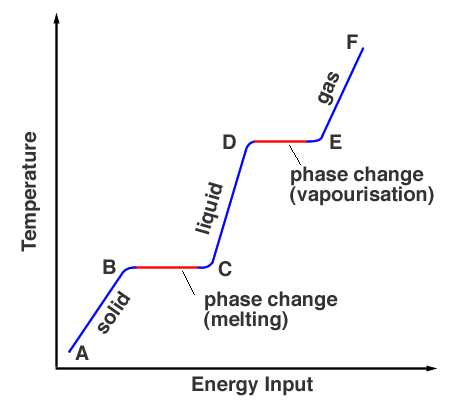 F
gas
D
E
phase change
(vapourisation)
Temperature
liquid
B
C
phase change
(melting)
solid
A
Energy Input